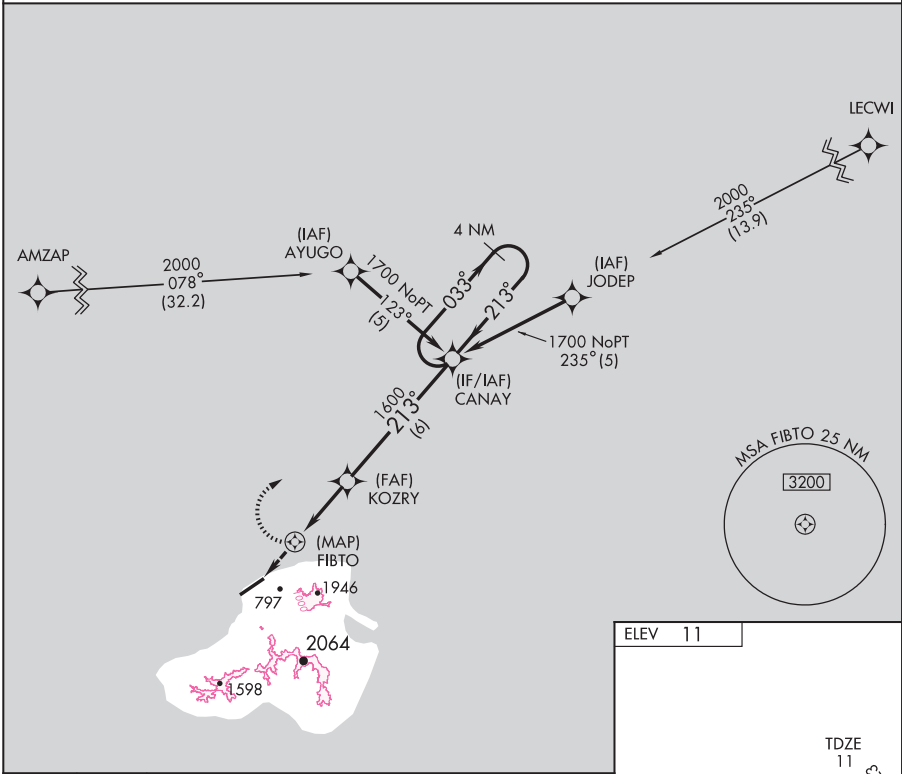 LECWI
2000
235°
(13.9)
4 NM
(IAF)
AYUGO
(IAF)
JODEP
AMZAP
2000
078°
(32.2)
1700 NoPT
123°
(5)
033°
213°
1700 NoPT
235° (5)
(IF/IAF)
CANAY
1600
213°
(6)
MSA FIBTO 25 NM
3200
(FAF)
KOZRY
(MAP)
FIBTO
797
1946
2064
1598
ELEV 11
TDZE
11